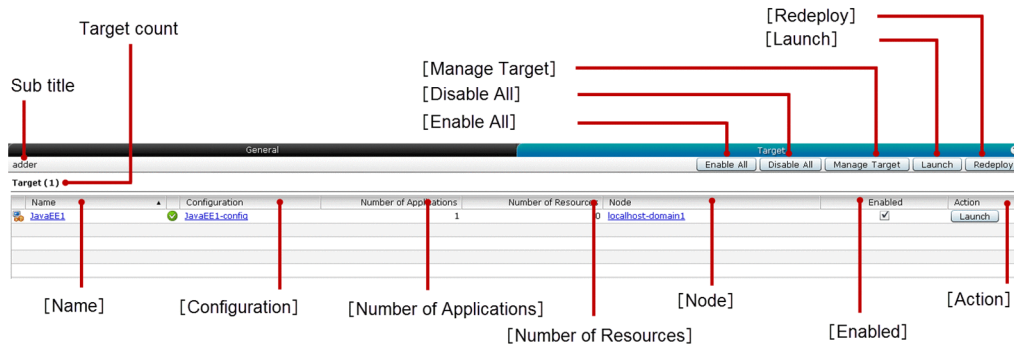 [Redeploy]
Target count
[Launch]
[Manage Target]
Sub title
[Disable All]
[Enable All]
General
Target
adder
Enable All
Disable All
Manage Target
Launch
Redeploy
Target (1)
Name Configuration Number of Applications Number of Resources Node Enabled Action
JavaEE1 JavaEE1-config 1 0 localhost-domain1 Launch
[Name]
[Configuration]
[Number of Applications]
[Node]
[Action]
[Number of Resources]
[Enabled]